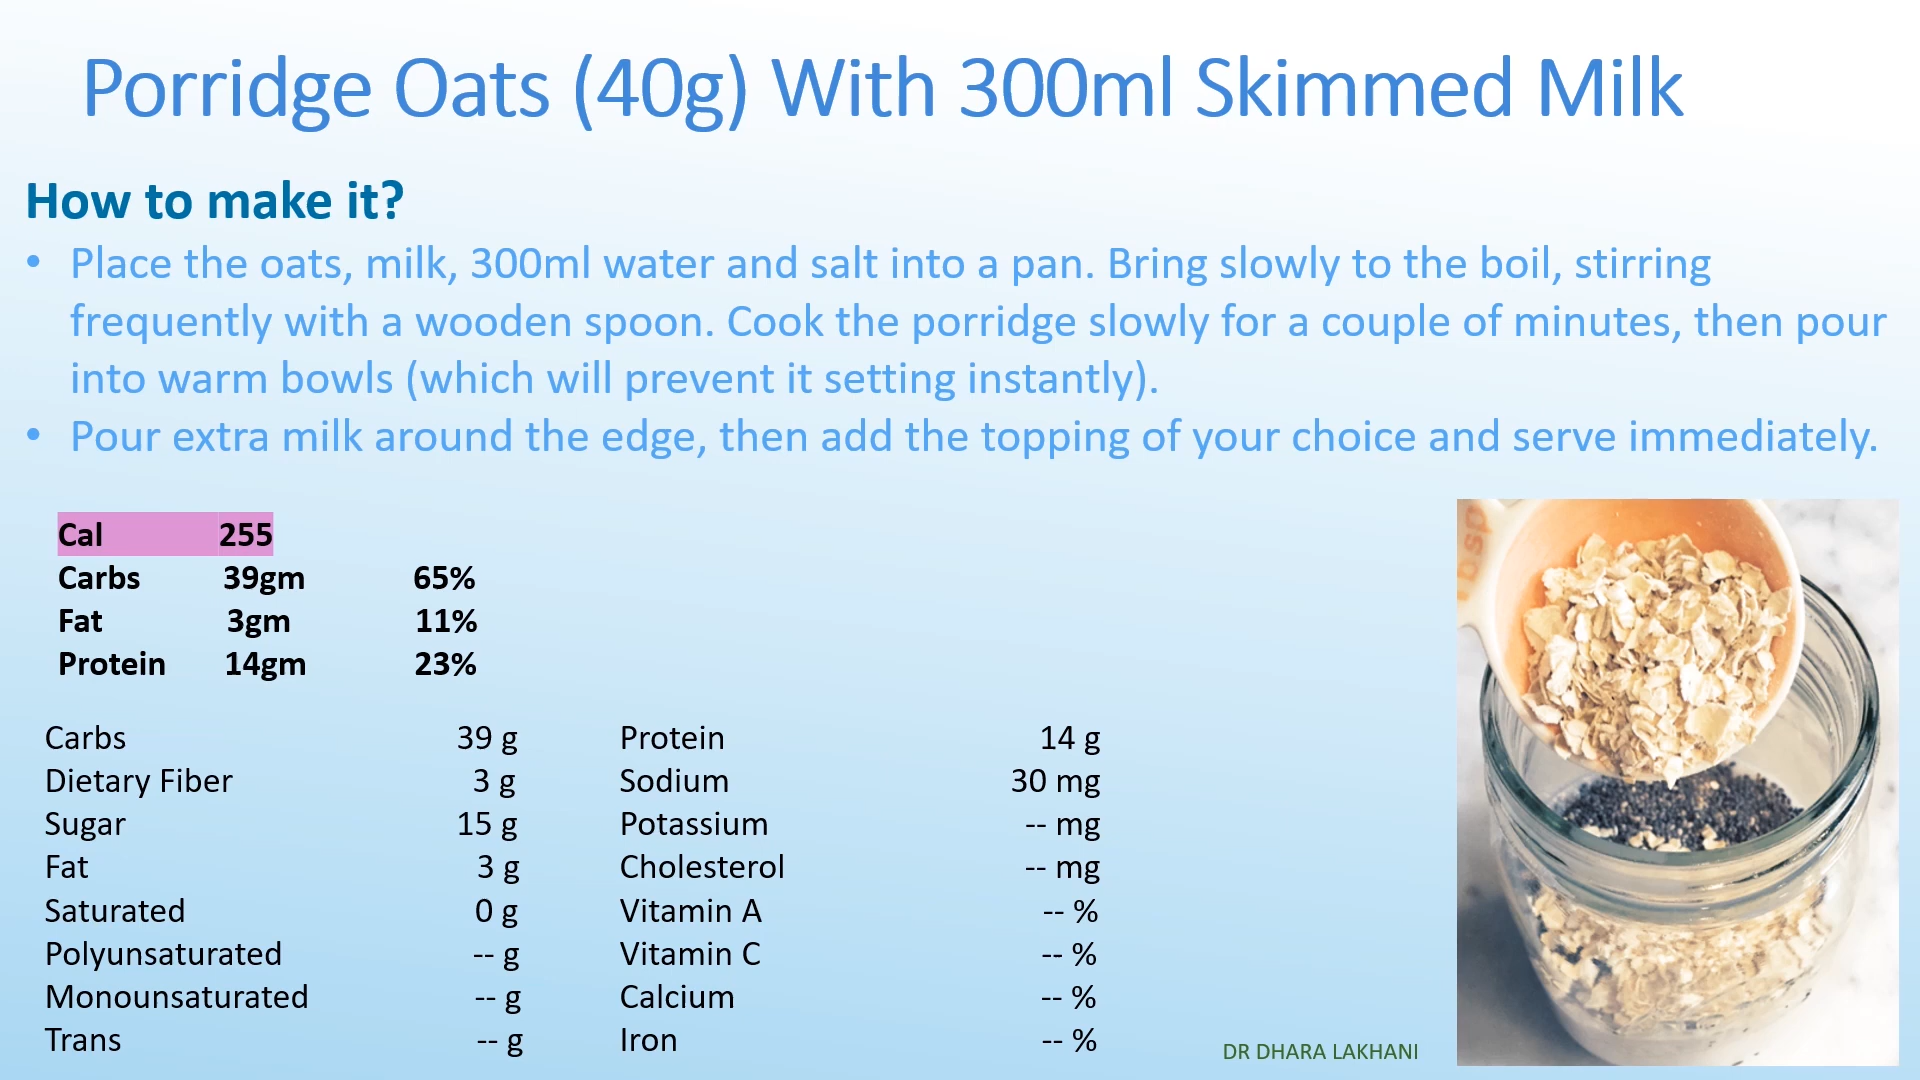 Porridge Oats (40g) With 300ml Skimmed Milk
How to make it?
• Place the oats, milk, 300ml water and salt into a pan. Bring slowly to the boil, stirring
frequently with a wooden spoon. Cook the porridge slowly for a couple of minutes, then pour
into warm bowls (which will prevent it setting instantly).
• Pour extra milk around the edge, then add the topping of your choice and serve immediately.
Cal 255
Carbs 39gm 65%
Fat 3gm 11%
Protein 14gm 23%
Carbs 39 g Protein 14 g
Dietary Fiber 3 g Sodium 30 mg
Sugar 15 g Potassium -- mg
Fat 3 g Cholesterol -- mg
Saturated 0 g Vitamin A -- %
Polyunsaturated -- g Vitamin C -- %
Monounsaturated -- g Calcium -- %
Trans -- g Iron -- %
DR DHARA LAKHANI